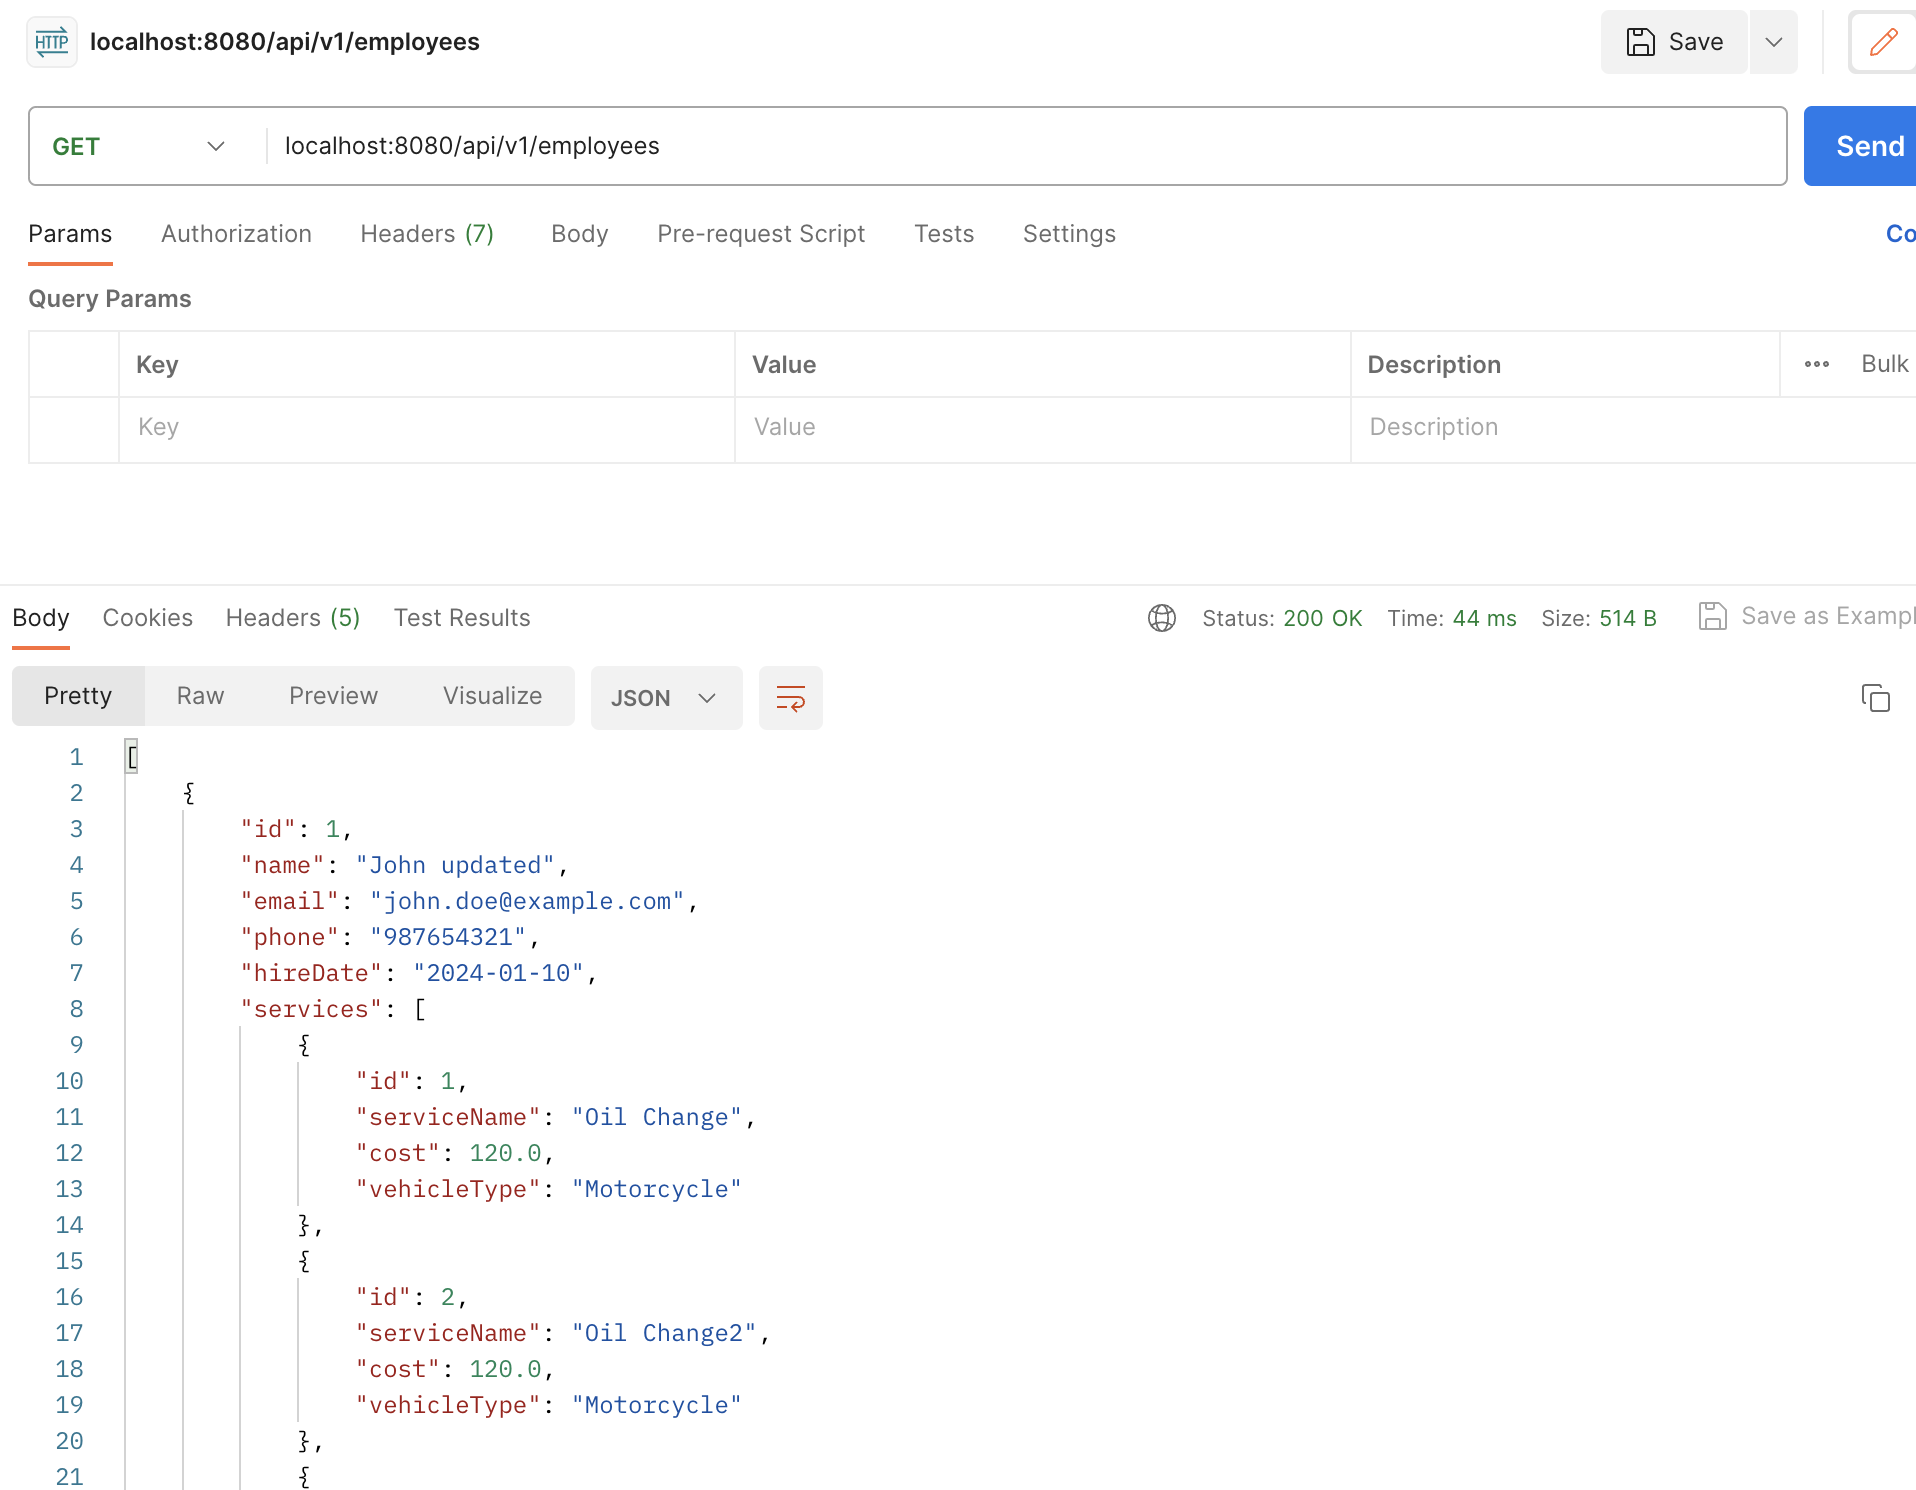 HTTP localhost:8080/api/v1/employees Save
GET localhost:8080/api/v1/employees Send
Params Authorization Headers (7) Body Pre-request Script Tests Settings Co
Query Params
Key Value Description Bulk
Key Value Description
Body Cookies Headers (5) Test Results Status: 200 OK Time: 44 ms Size: 514 B Save as Exampl
Pretty Raw Preview Visualize JSON
1 [
2 {
3 "id": 1,
4 "name": "John updated",
5 "email": "john.doe@example.com",
6 "phone": "987654321",
7 "hireDate": "2024-01-10",
8 "services": [
9 {
10 "id": 1,
11 "serviceName": "Oil Change",
12 "cost": 120.0,
13 "vehicleType": "Motorcycle"
14 },
15 {
16 "id": 2,
17 "serviceName": "Oil Change2",
18 "cost": 120.0,
19 "vehicleType": "Motorcycle"
20 },
21 {